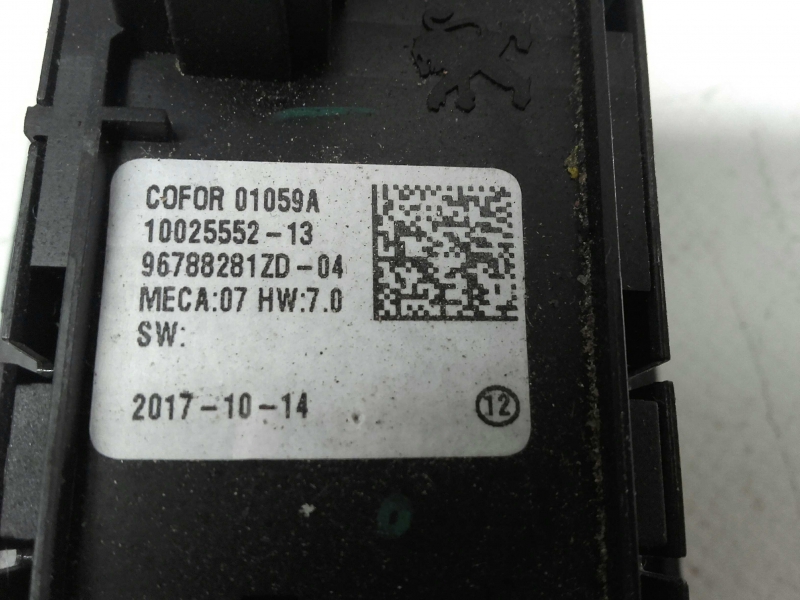 COFOR 01059A
10025552-13
96788281ZD-04
MECA:07 HW:7.0
SW:
2017-10-14
12